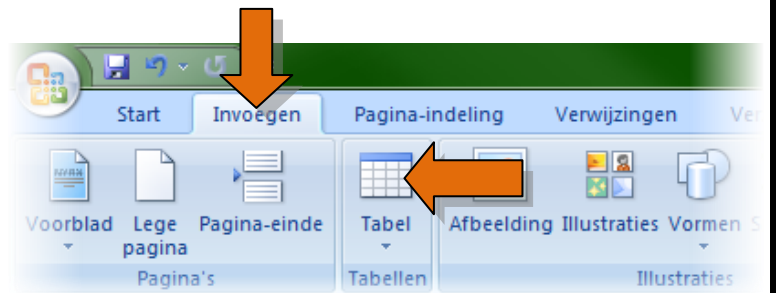 Start Invoegen Pagina-indeling Verwijzingen
Voorblad Lege pagina Pagina-einde Tabel Afbeelding Illustraties Vormen
Pagina's Tabellen Illustraties